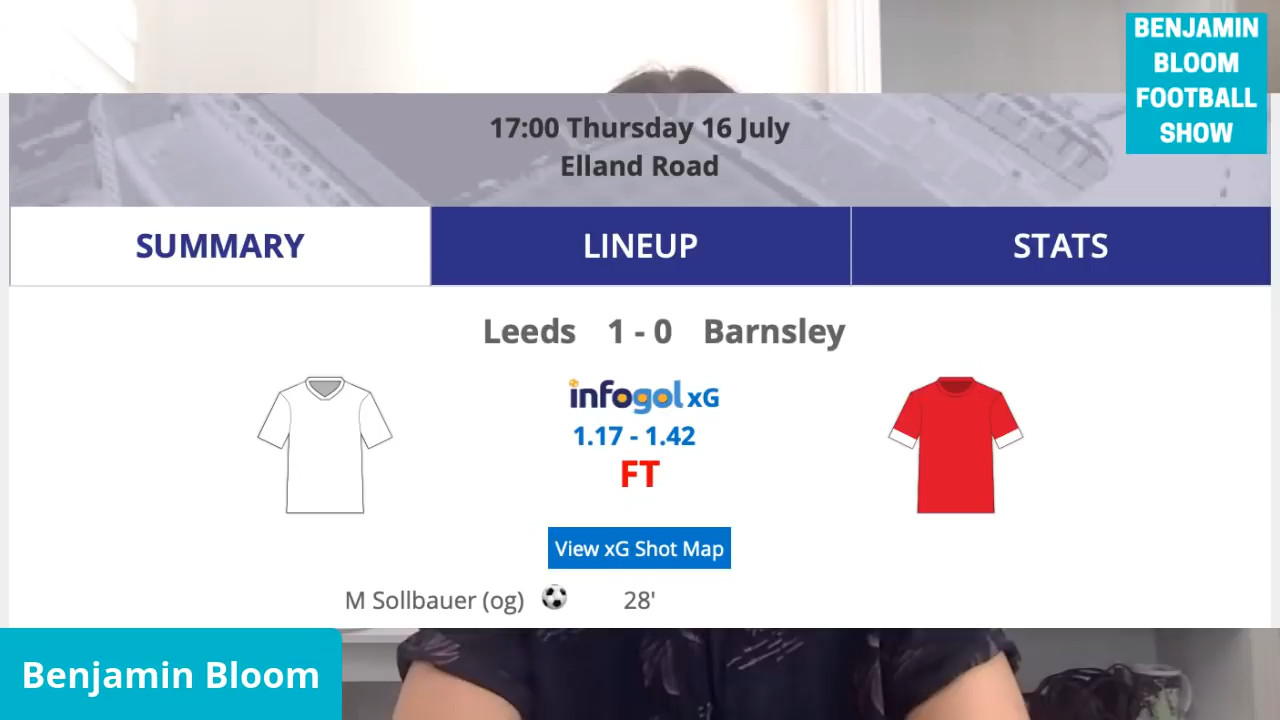 BENJAMIN
BLOOM
FOOTBALL
SHOW
17:00 Thursday 16 July
Elland Road
SUMMARY LINEUP STATS
Leeds 1 - 0 Barnsley
infogol xG
1.17 - 1.42
FT
View xG Shot Map
M Sollbauer (og) 28'
Benjamin Bloom